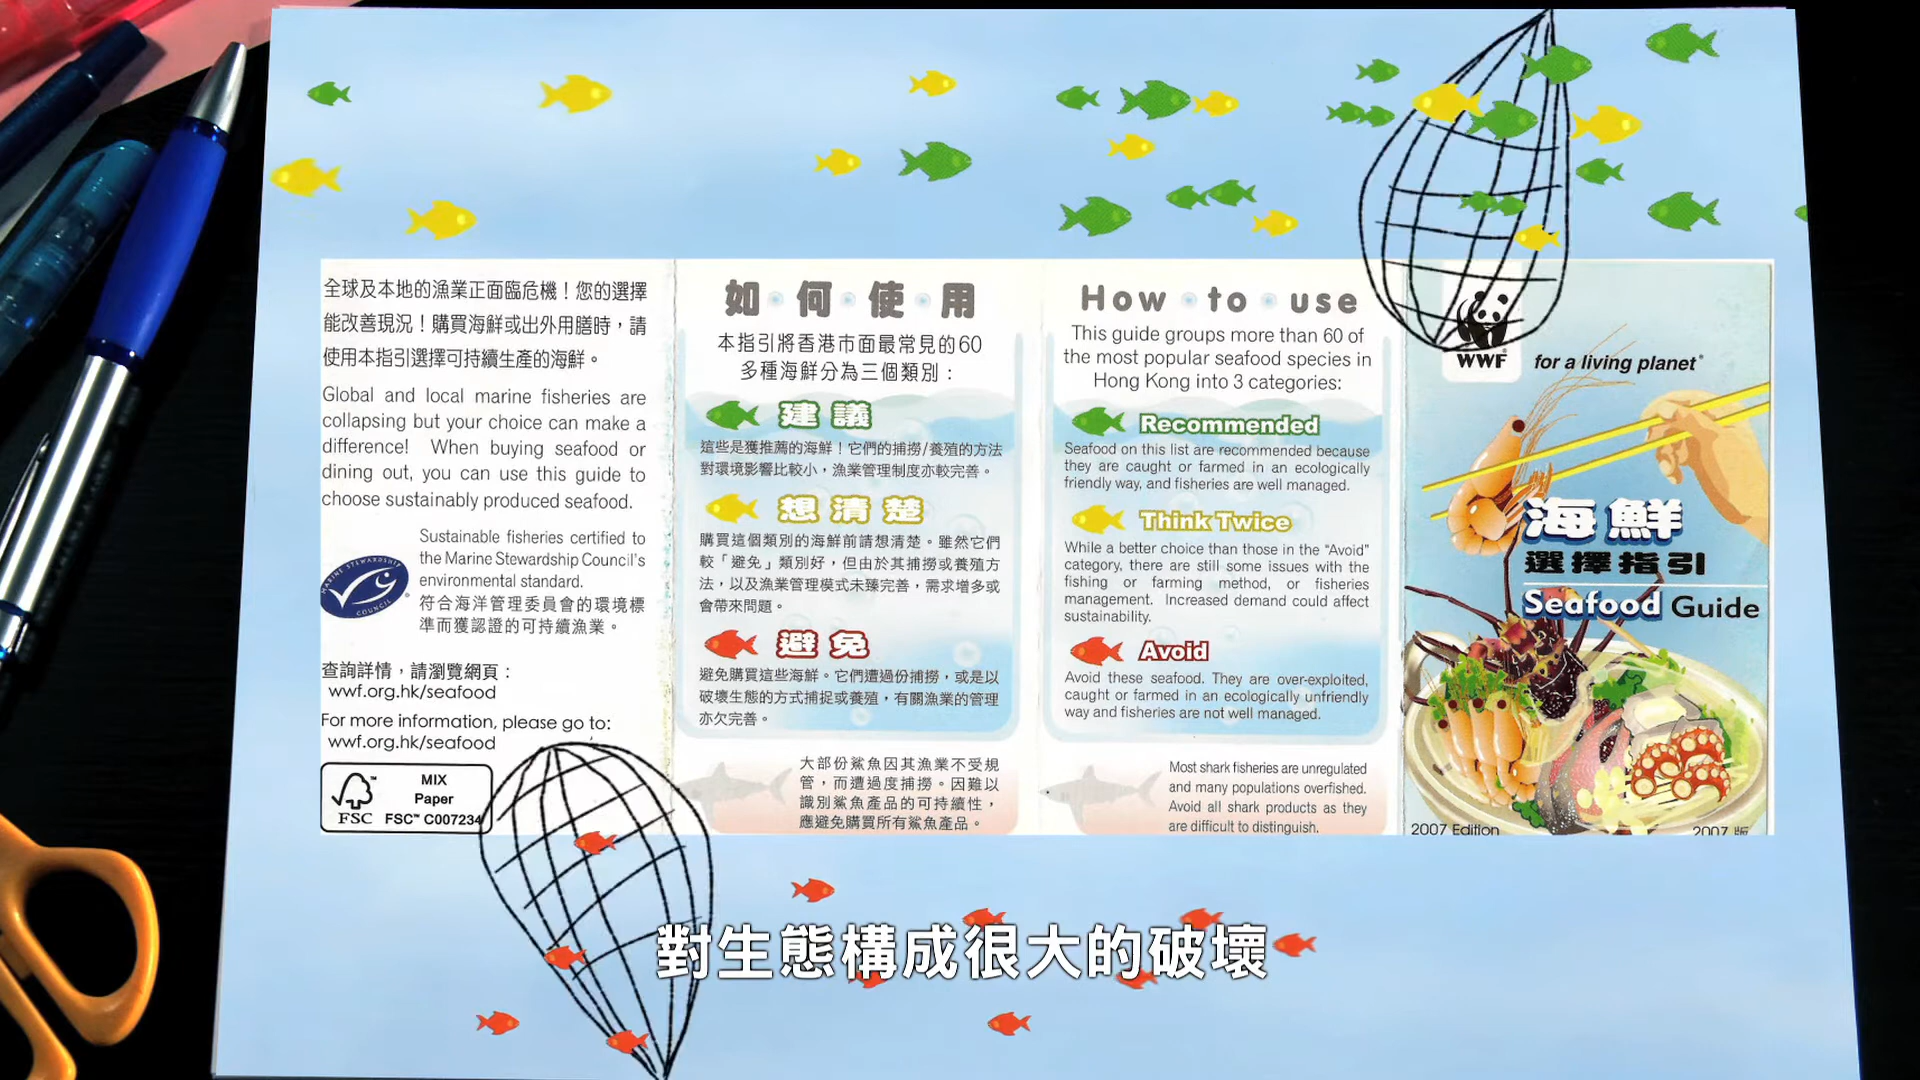 全球及本地的漁業正面臨危機！您的選擇
能改善現況！購買海鮮或出外用膳時，請
使用本指引選擇可持續生產的海鮮。
Global and local marine fisheries are
collapsing but your choice can make a
difference! When buying seafood or
dining out, you can use this guide to
choose sustainably produced seafood.
MARINE STEWARDSHIP COUNCIL
Sustainable fisheries certified to
the Marine Stewardship Council's
environmental standard.
符合海洋管理委員會的環境標
準而獲認證的可持續漁業。
查詢詳情，請瀏覽網頁：
wwf.org.hk/seafood
For more information, please go to:
wwf.org.hk/seafood
FSC
MIX
Paper
FSC™ C007234
如何使用
本指引將香港市面最常見的60
多種海鮮分為三個類別：
建議
這些是獲推薦的海鮮！它們的捕撈/養殖的方法
對環境影響比較小，漁業管理制度亦較完善。
想清楚
購買這個類別的海鮮前請想清楚。雖然它們
較「避免」類別好，但由於其捕撈或養殖方
法，以及漁業管理模式未臻完善，需求增多或
會帶來問題。
避免
避免購買這些海鮮。它們遭過份捕撈，或是以
破壞生態的方式捕捉或養殖，有關漁業的管理
亦欠完善。
大部份鯊魚因其漁業不受規
管，而遭過度捕撈。因難以
識別鯊魚產品的可持續性，
應避免購買所有鯊魚產品。
How to use
This guide groups more than 60 of
the most popular seafood species in
Hong Kong into 3 categories:
Recommended
Seafood on this list are recommended because
they are caught or farmed in an ecologically
friendly way, and fisheries are well managed.
Think Twice
While a better choice than those in the "Avoid"
category, there are still some issues with the
fishing or farming method, or fisheries
management. Increased demand could affect
sustainability.
Avoid
Avoid these seafood. They are over-exploited,
caught or farmed in an ecologically unfriendly
way and fisheries are not well managed.
Most shark fisheries are unregulated
and many populations overfished.
Avoid all shark products as they
are difficult to distinguish.
WWF
for a living planet®
海鮮
選擇指引
Seafood Guide
2007 Edition
2007 版
對生態構成很大的破壞